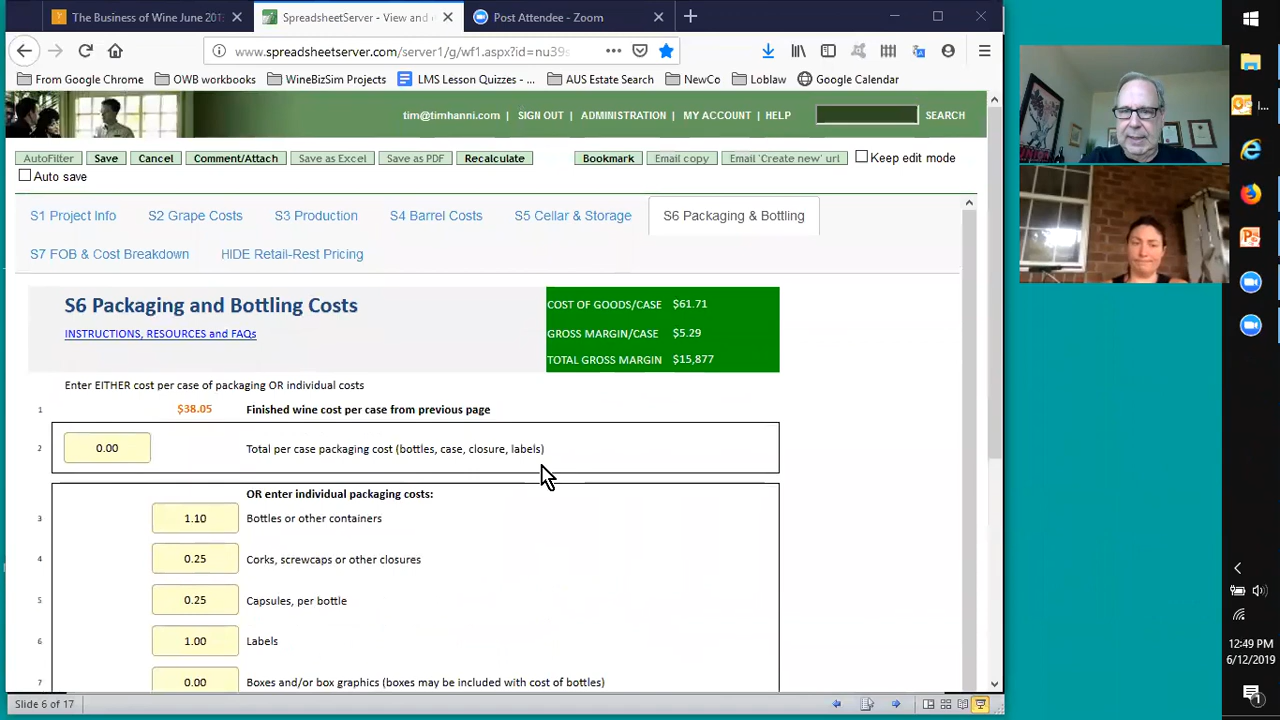 The Business of Wine June 201
SpreadsheetServer - View and
Post Attendee - Zoom
www.spreadsheetserver.com/server1/g/wf1.aspx?id=nu39s
From Google Chrome
OWB workbooks
WineBizSim Projects
LMS Lesson Quizzes - ...
AUS Estate Search
NewCo
Loblaw
Google Calendar
tim@timhanni.com | SIGN OUT | ADMINISTRATION | MY ACCOUNT | HELP SEARCH
AutoFilter Save Cancel Comment/Attach Save as Excel Save as PDF Recalculate Bookmark Email copy Email 'Create new' url Keep edit mode
Auto save
S1 Project Info S2 Grape Costs S3 Production S4 Barrel Costs S5 Cellar & Storage S6 Packaging & Bottling
S7 FOB & Cost Breakdown HIDE Retail-Rest Pricing
S6 Packaging and Bottling Costs
INSTRUCTIONS, RESOURCES and FAQs
COST OF GOODS/CASE $61.71
GROSS MARGIN/CASE $5.29
TOTAL GROSS MARGIN $15,877
Enter EITHER cost per case of packaging OR individual costs
1 $38.05 Finished wine cost per case from previous page
2 0.00 Total per case packaging cost (bottles, case, closure, labels)
OR enter individual packaging costs:
3 1.10 Bottles or other containers
4 0.25 Corks, screwcaps or other closures
5 0.25 Capsules, per bottle
6 1.00 Labels
7 0.00 Boxes and/or box graphics (boxes may be included with cost of bottles)
Slide 6 of 17
12:49 PM
6/12/2019